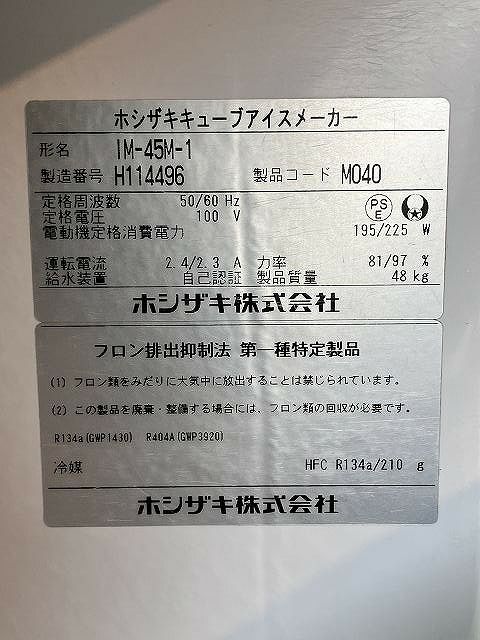 ホシザキキューブアイスメーカー
形名 IM-45M-1
製造番号 H114496 製品コード M040
定格周波数 50/60 Hz
定格電圧 100 V
PS E
電動機定格消費電力 195/225 W
運転電流 2.4/2.3 A 力率 81/97 %
給水装置 自己認証 製品質量 48 kg
ホシザキ株式会社
フロン排出抑制法 第一種特定製品
(1) フロン類をみだりに大気中に放出することは禁じられています。
(2) この製品を廃棄・整備する場合には、フロン類の回収が必要です。
R134a(GWP1430) R404A(GWP3920)
冷媒 HFC R134a/210 g
ホシザキ株式会社